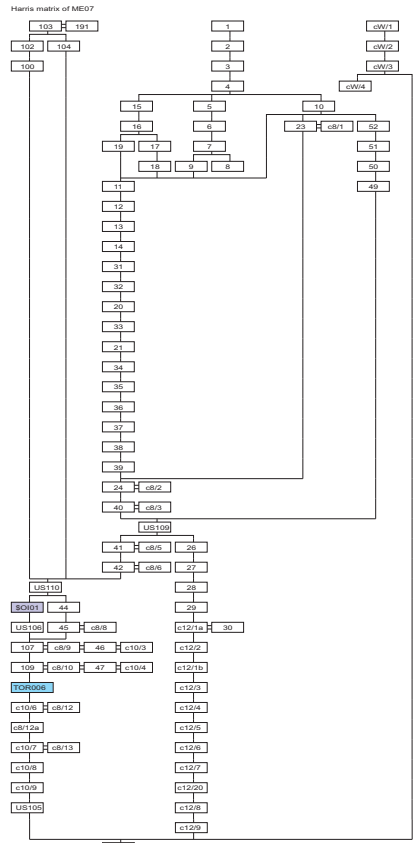 Harris matrix of ME07
103 191 1 cW/1
102 104 2 cW/2
100 3 cW/3
4 cW/4
15 5 10
16 6 23 c8/1 52
19 17 7 51
18 9 8 50
11 49
12
13
14
31
32
20
33
21
34
35
36
37
38
39
24 c8/2
40 c8/3
US109
41 c8/5 26
42 c8/6 27
US110 28
SOI01 44 29
US106 45 c8/8 c12/1a 30
107 c8/9 46 c10/3 c12/2
109 c8/10 47 c10/4 c12/1b
TOR006 c12/3
c10/6 c8/12 c12/4
c8/12a c12/5
c10/7 c8/13 c12/6
c10/8 c12/7
c10/9 c12/20
US105 c12/8
c12/9